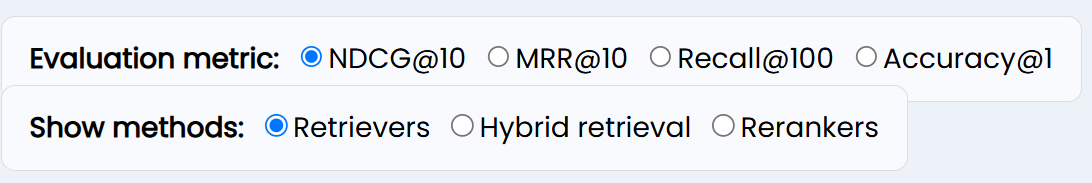 Evaluation metric: NDCG@10 MRR@10 Recall@100 Accuracy@1
Show methods: Retrievers Hybrid retrieval Rerankers